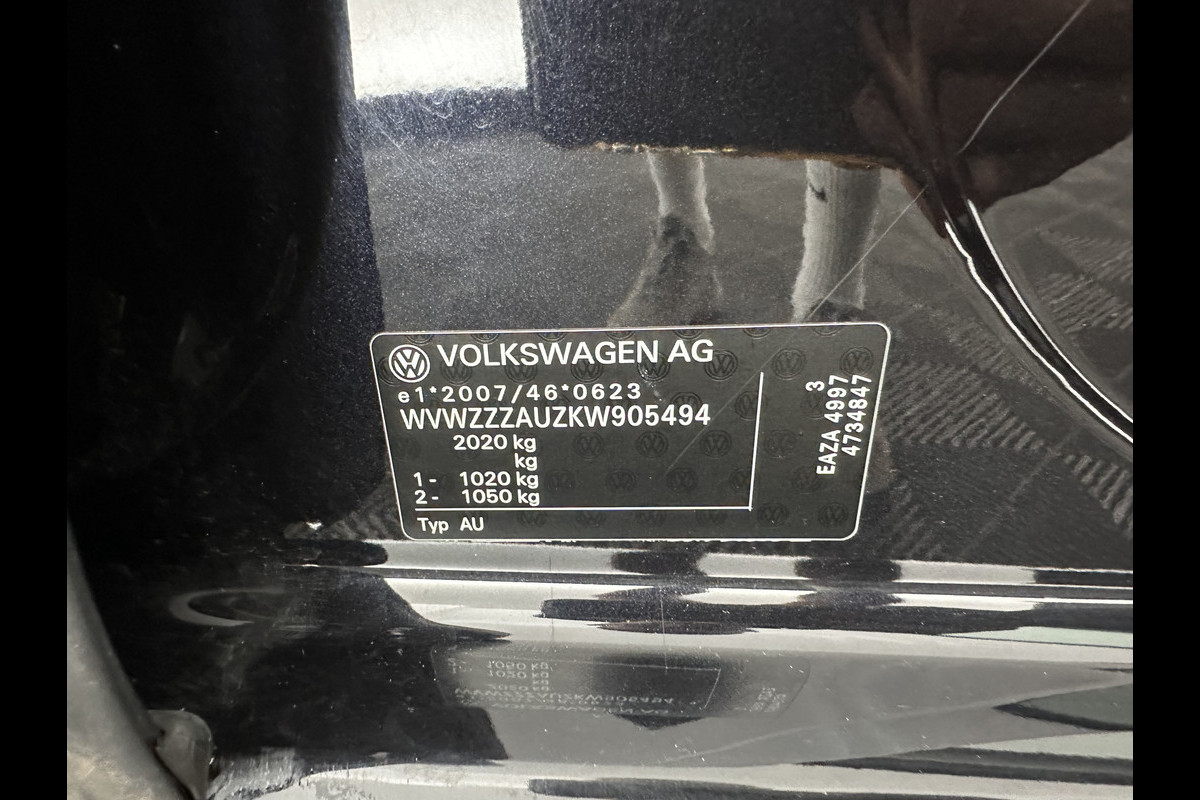 VOLKSWAGEN AG
e1*2007/46*0623
WVWZZZAUZKW905494
2020 kg
kg
1- 1020 kg
2- 1050 kg
Typ AU
3
EAZA 4997
4734847